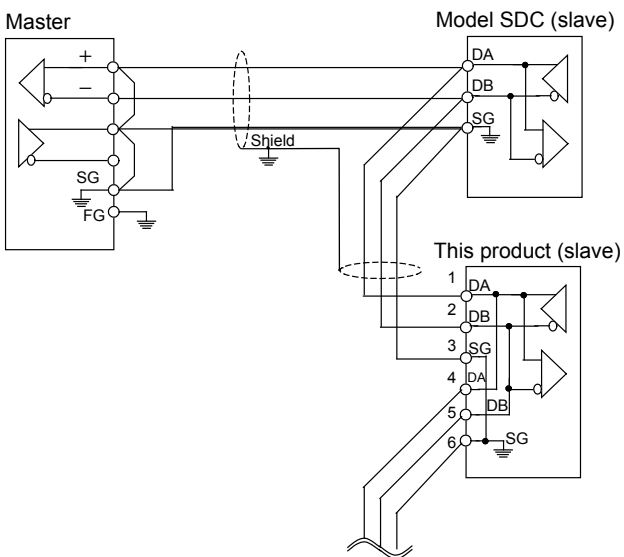 Master
Model SDC (slave)
+
−
SG
FG
Shield
DA
DB
SG
This product (slave)
1
DA
2
DB
3
SG
4
DA
5
DB
6
SG